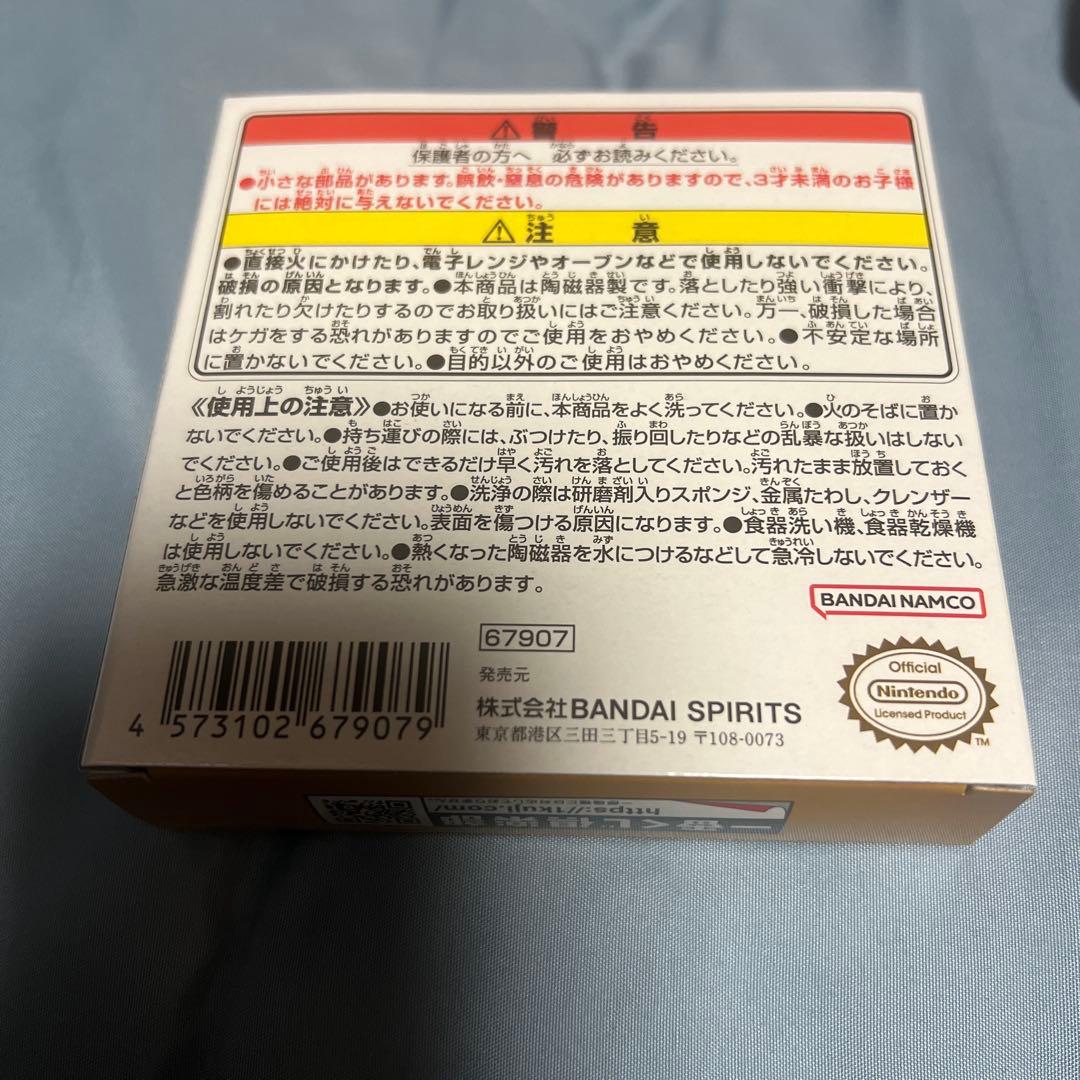 ⚠警 告
保護者の方へ 必ずお読みください。
●小さな部品があります。誤飲・窒息の危険がありますので、3才未満のお子様
には絶対に与えないでください。
⚠注 意
●直接火にかけたり、電子レンジやオーブンなどで使用しないでください。
破損の原因となります。●本商品は陶磁器製です。落としたり強い衝撃により、
割れたり欠けたりするのでお取り扱いにはご注意ください。万一、破損した場合
はケガをする恐れがありますのでご使用をおやめください。●不安定な場所
に置かないでください。●目的以外のご使用はおやめください。
《使用上の注意》●お使いになる前に、本商品をよく洗ってください。●火のそばに置か
ないでください。●持ち運びの際には、ぶつけたり、振り回したりなどの乱暴な扱いはしない
でください。●ご使用後はできるだけ早く汚れを落としてください。汚れたまま放置しておく
と色柄を傷めることがあります。●洗浄の際は研磨剤入りスポンジ、金属たわし、クレンザー
などを使用しないでください。表面を傷つける原因になります。●食器洗い機、食器乾燥機
は使用しないでください。●熱くなった陶磁器を水につけるなどして急冷しないでください。
急激な温度差で破損する恐れがあります。
BANDAI NAMCO
67907
発売元
株式会社BANDAI SPIRITS
東京都港区三田三丁目5-19 〒108-0073
4 573102 679079
Official
Nintendo
Licensed Product
TM
https://1kuji.com/
一番くじ倶楽部